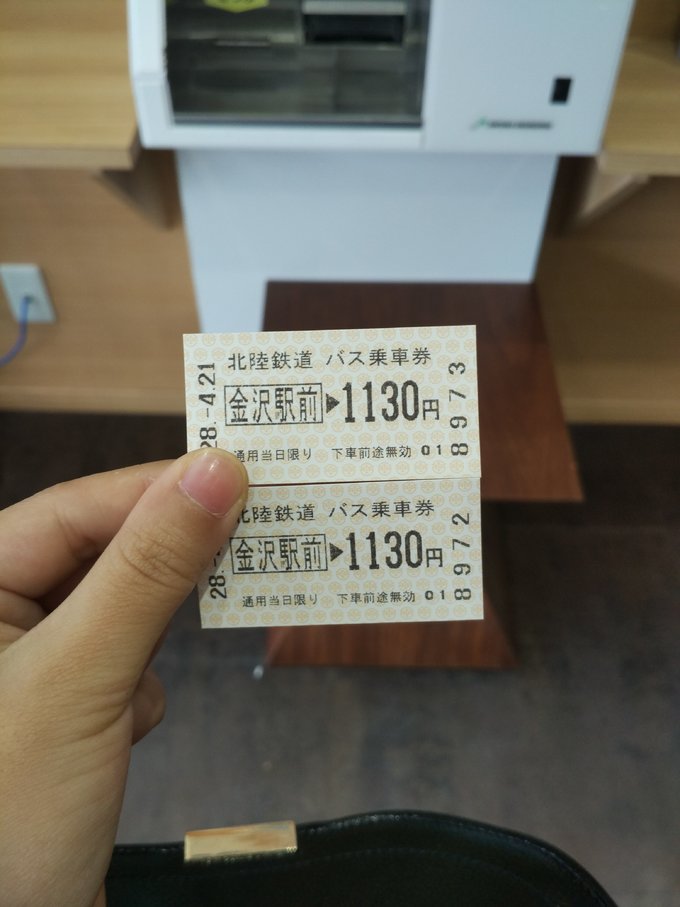 北陸鉄道 バス乗車券
28.-4.21
金沢駅前▶1130円
通用当日限り 下車前途無効 01
8973
北陸鉄道 バス乗車券
28.
金沢駅前▶1130円
通用当日限り 下車前途無効 01
8972